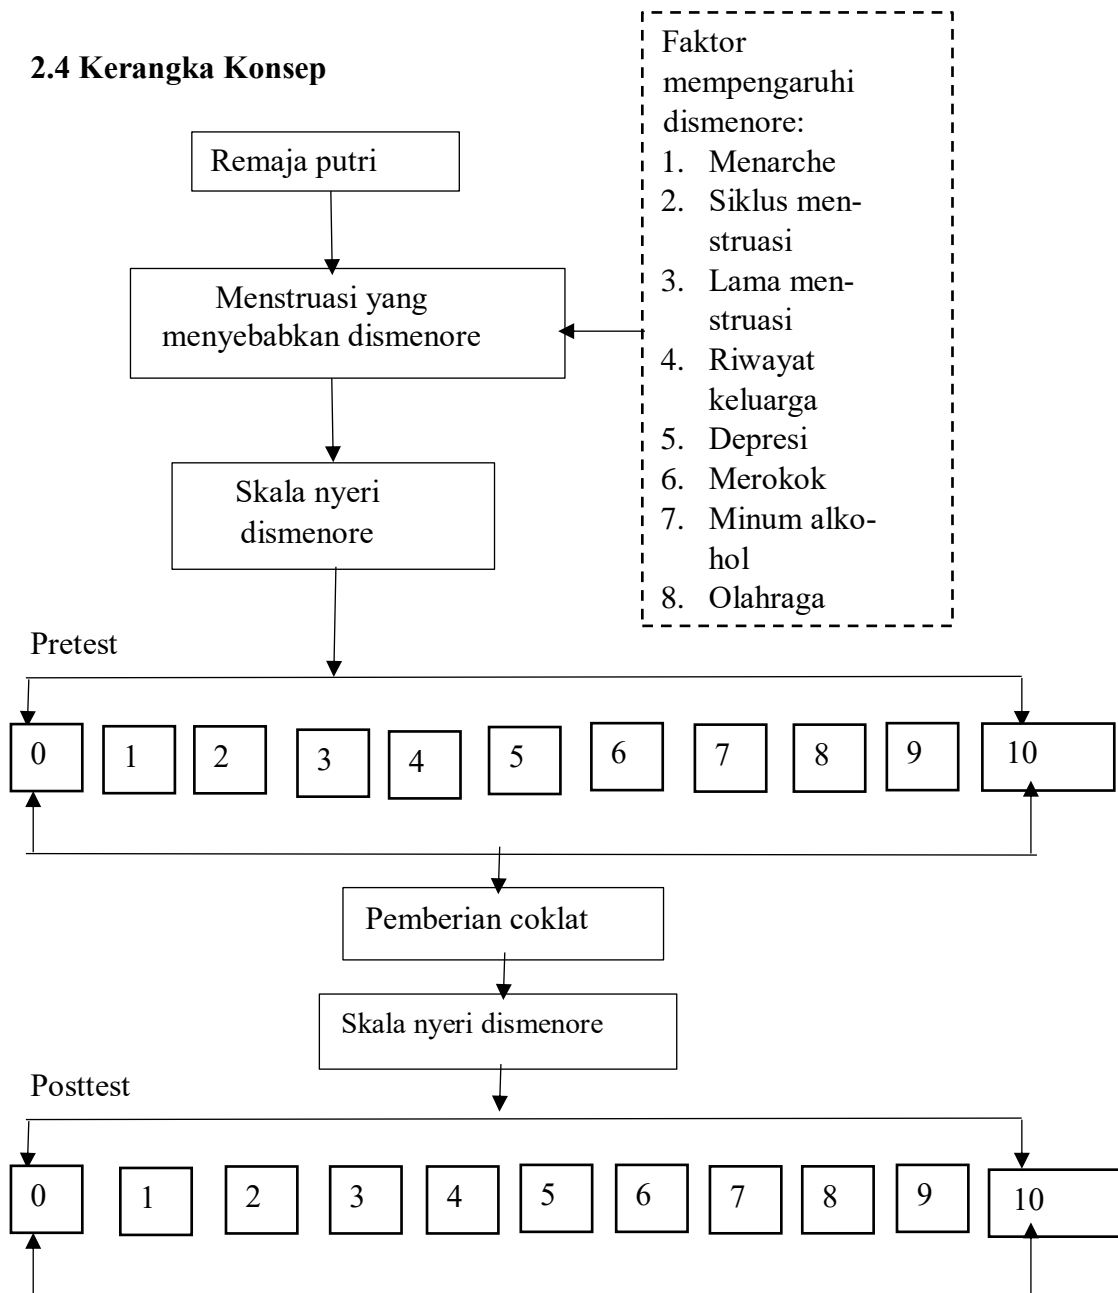 2.4 Kerangka Konsep
Faktor
mempengaruhi
dismenore:
1. Menarche
2. Siklus men-
struasi
3. Lama men-
struasi
4. Riwayat
keluarga
5. Depresi
6. Merokok
7. Minum alko-
hol
8. Olahraga
Remaja putri
Menstruasi yang
menyebabkan dismenore
Skala nyeri
dismenore
Pretest
0 1 2 3 4 5 6 7 8 9 10
Pemberian coklat
Skala nyeri dismenore
Posttest
0 1 2 3 4 5 6 7 8 9 10